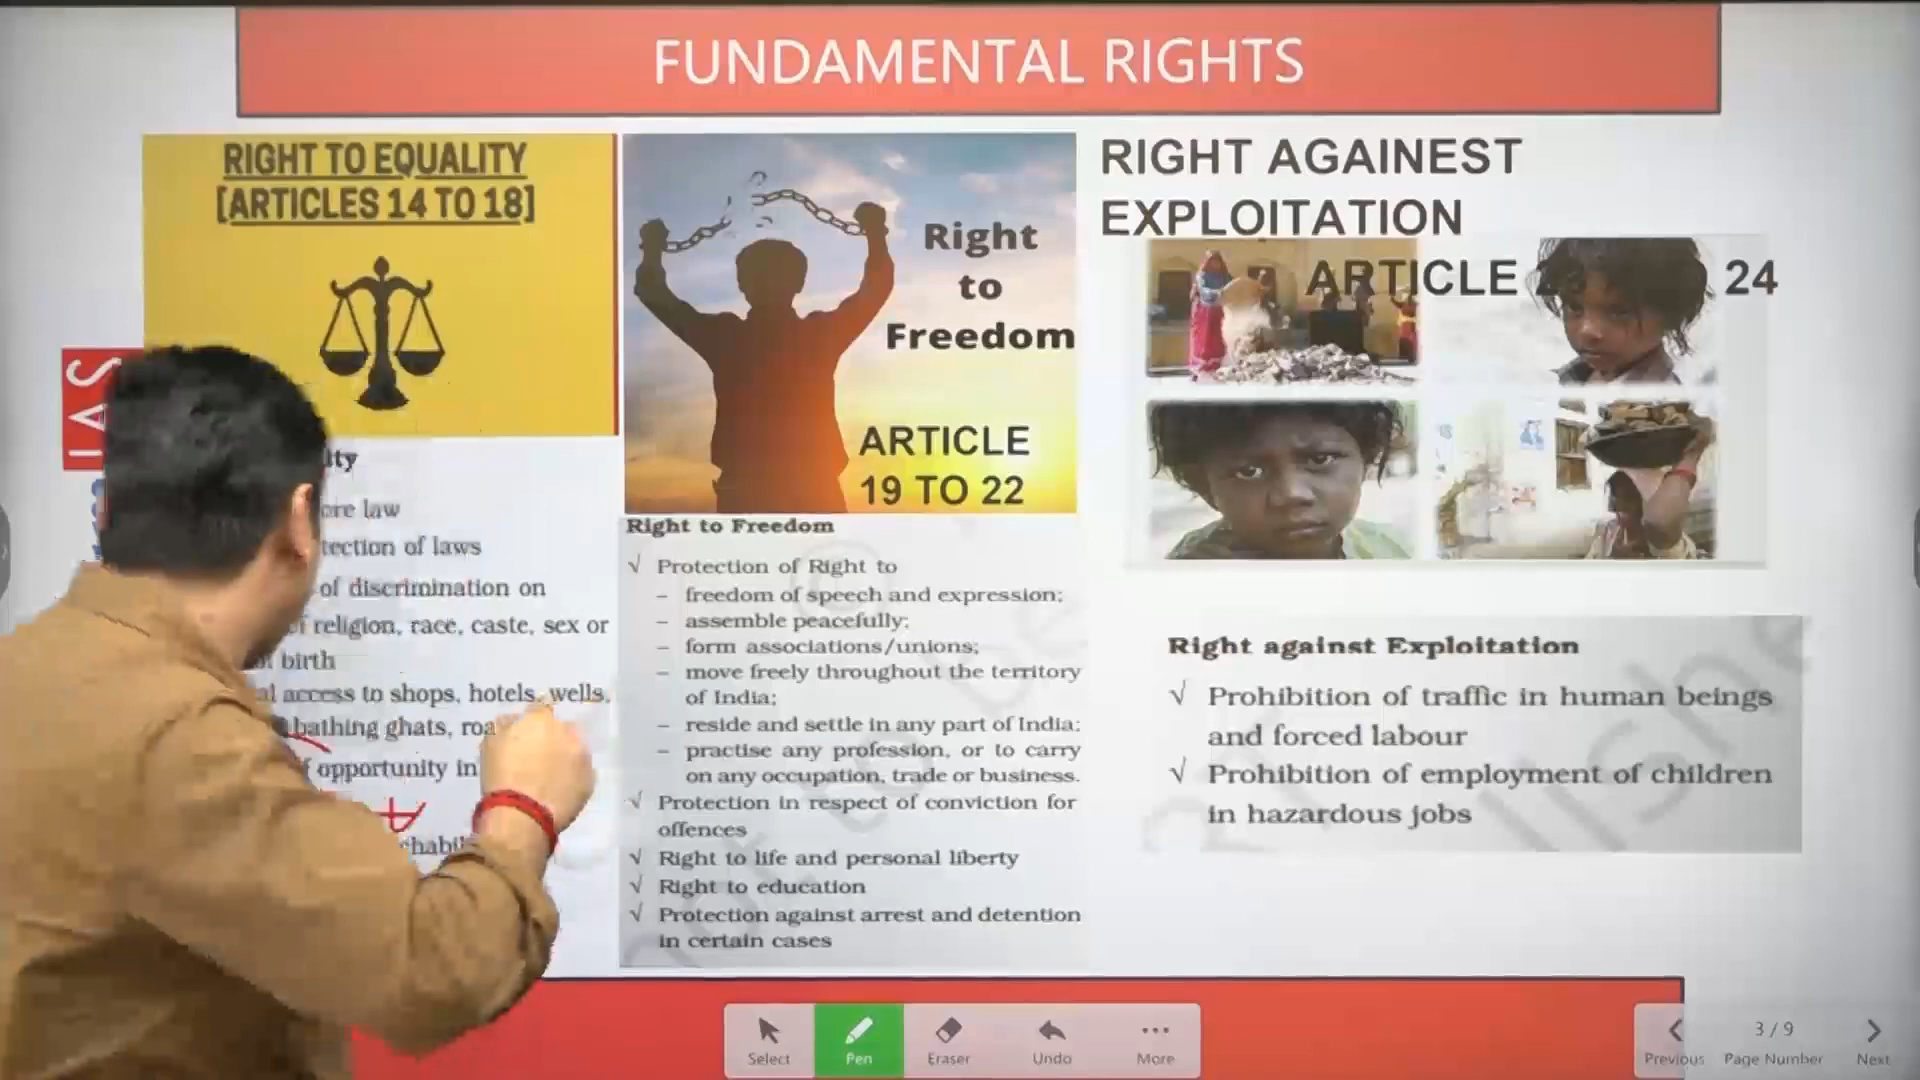 FUNDAMENTAL RIGHTS
RIGHT TO EQUALITY
[ARTICLES 14 TO 18]
IAS
law
of laws
of discrimination on
religion, race, caste, sex or
birth
access to shops, hotels, wells,
bathing ghats,
opportunity in
Right
to
Freedom
ARTICLE
19 TO 22
Right to Freedom
√ Protection of Right to
– freedom of speech and expression;
– assemble peacefully;
– form associations/unions;
– move freely throughout the territory
of India;
– reside and settle in any part of India;
– practise any profession, or to carry
on any occupation, trade or business.
√ Protection in respect of conviction for
offences
√ Right to life and personal liberty
√ Right to education
√ Protection against arrest and detention
in certain cases
RIGHT AGAINEST
EXPLOITATION
ARTICLE 24
Right against Exploitation
√ Prohibition of traffic in human beings
and forced labour
√ Prohibition of employment of children
in hazardous jobs
Select
Pen
Eraser
Undo
More
Previous
3 / 9
Page Number
Next